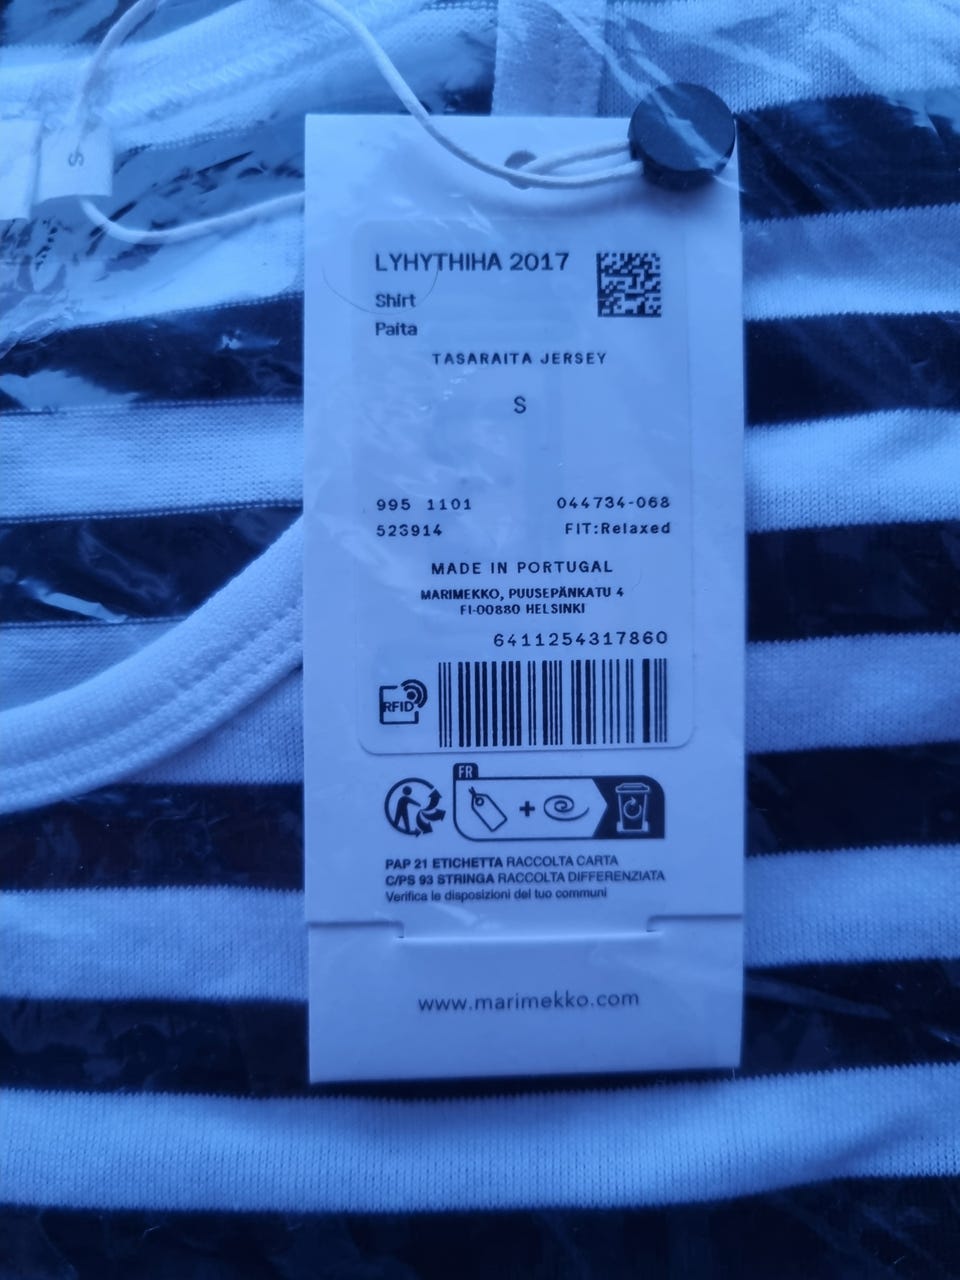 S
LYHYTHIHA 2017
Shirt
Paita
TASARAITA JERSEY
S
995 1101
044734-068
523914
FIT:Relaxed
MADE IN PORTUGAL
MARIMEKKO, PUUSEPÄNKATU 4
FI-00880 HELSINKI
6411254317860
RFID
FR
PAP 21 ETICHETTA RACCOLTA CARTA
C/PS 93 STRINGA RACCOLTA DIFFERENZIATA
Verifica le disposizioni del tuo communi
www.marimekko.com